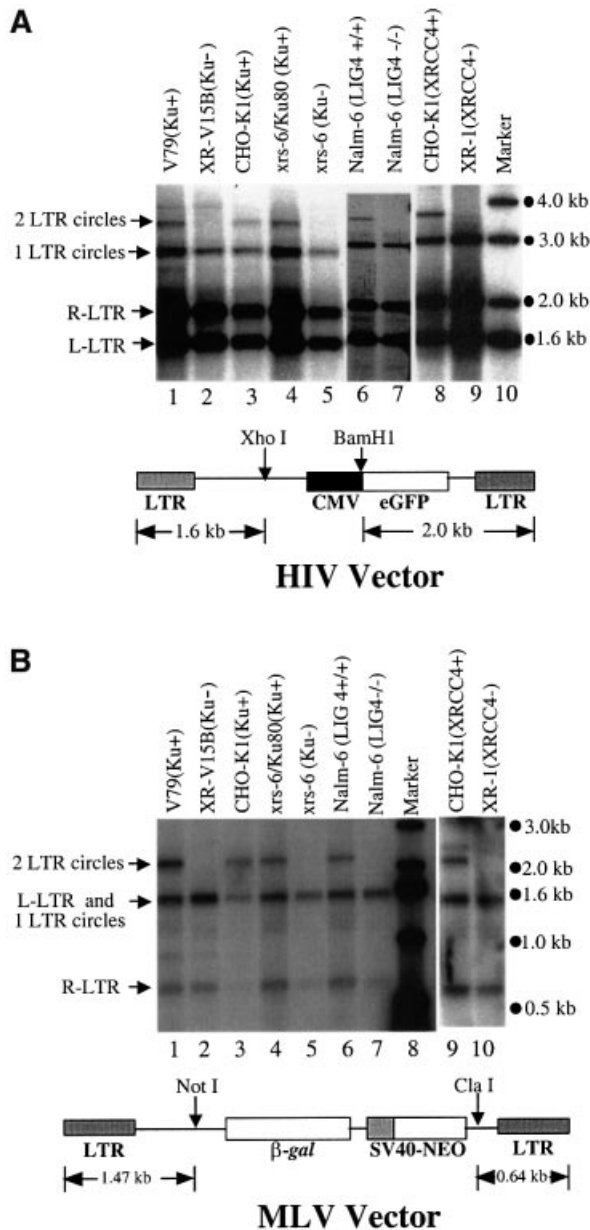 A
V79(Ku+)
XR-V15B(Ku-)
CHO-K1(Ku+)
xrs-6/Ku80 (Ku+)
xrs-6 (Ku-)
Nalm-6 (LIG4 +/+)
Nalm-6 (LIG4 -/-)
CHO-K1(XRCC4+)
XR-1(XRCC4-)
Marker
2 LTR circles
1 LTR circles
R-LTR
L-LTR
4.0 kb
3.0 kb
2.0 kb
1.6 kb
1 2 3 4 5 6 7 8 9 10
Xho I BamH1
LTR CMV eGFP LTR
1.6 kb 2.0 kb
HIV Vector
B
V79(Ku+)
XR-V15B(Ku-)
CHO-K1(Ku+)
xrs-6/Ku80(Ku+)
xrs-6 (Ku-)
Nalm-6 (LIG 4+/+)
Nalm-6 (LIG4-/-)
Marker
CHO-K1(XRCC4+)
XR-1(XRCC4-)
2 LTR circles
L-LTR and
1 LTR circles
R-LTR
3.0kb
2.0 kb
1.6 kb
1.0 kb
0.5 kb
1 2 3 4 5 6 7 8 9 10
Not I Cla I
LTR β-gal SV40-NEO LTR
1.47 kb 0.64 kb
MLV Vector